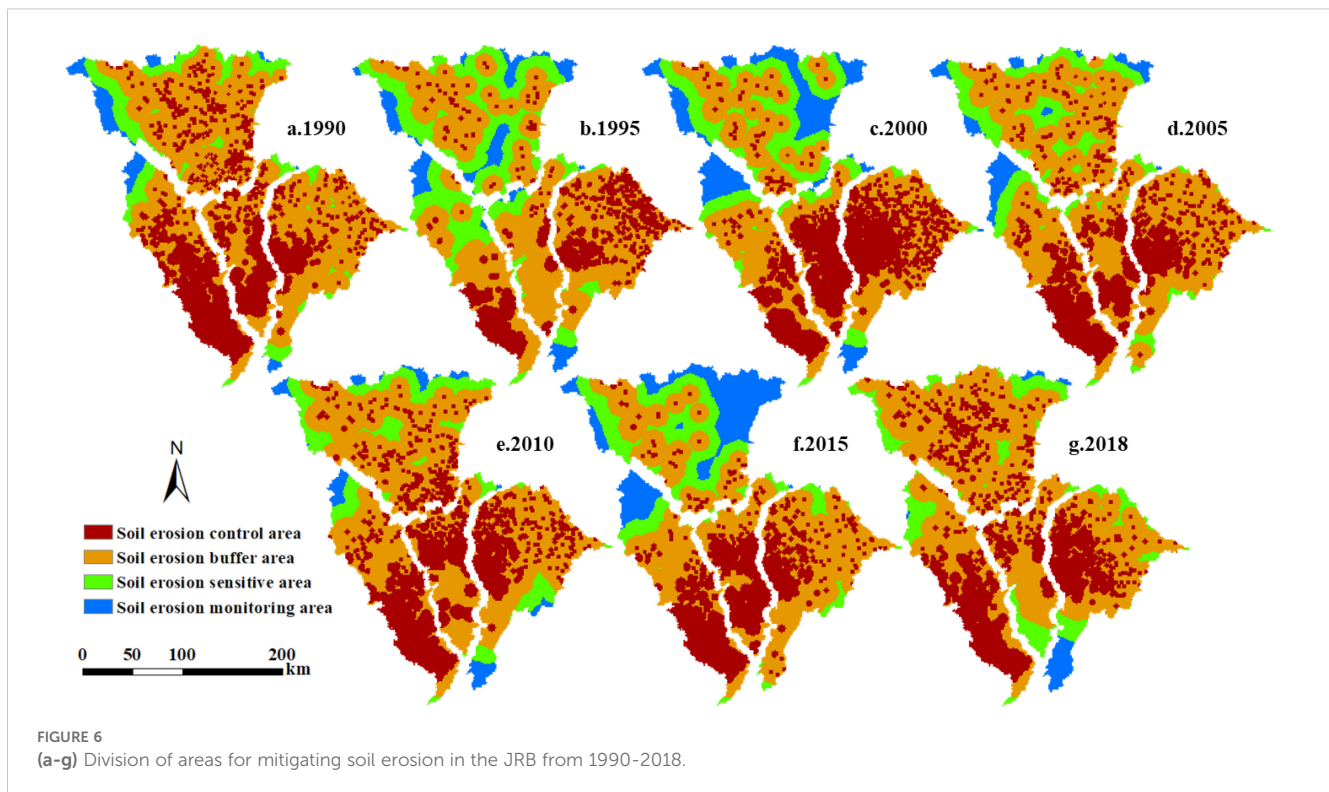 a.1990
b.1995
c.2000
d.2005
e.2010
f.2015
g.2018
N
Soil erosion control area
Soil erosion buffer area
Soil erosion sensitive area
Soil erosion monitoring area
0 50 100 200
km
FIGURE 6
(a-g) Division of areas for mitigating soil erosion in the JRB from 1990-2018.